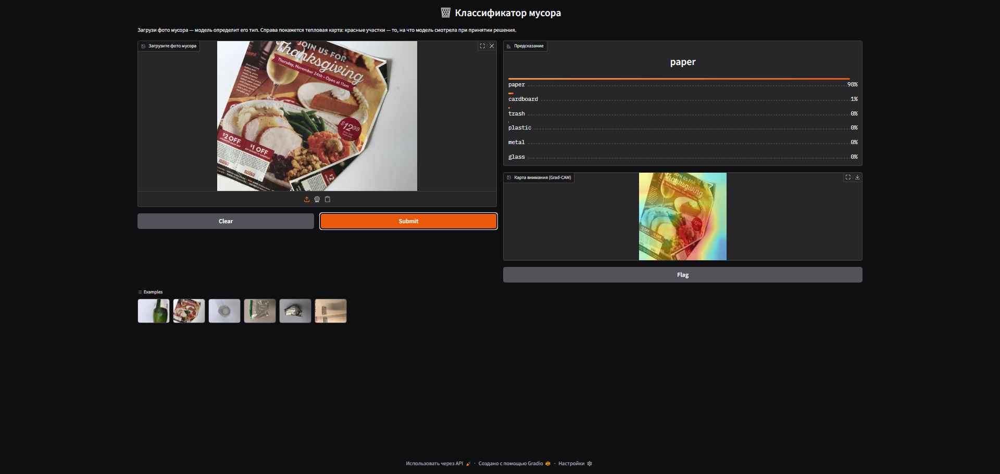 Классификатор мусора
Загрузи фото мусора — модель определит его тип. Справа покажется тепловая карта: красные участки — то, на что модель смотрела при принятии решения.
Загрузите фото мусора
JOIN US FOR
Thanksgiving
Thursday, November 24th • Open at 11am
$12.99
$2 OFF
$1 OFF
Clear
Submit
Предсказание
paper
paper 98%
cardboard 1%
trash 0%
plastic 0%
metal 0%
glass 0%
Карта внимания (Grad-CAM)
JOIN US FOR
Thanksgiving
Flag
Examples
Использовать через API · Создано с помощью Gradio · Настройки